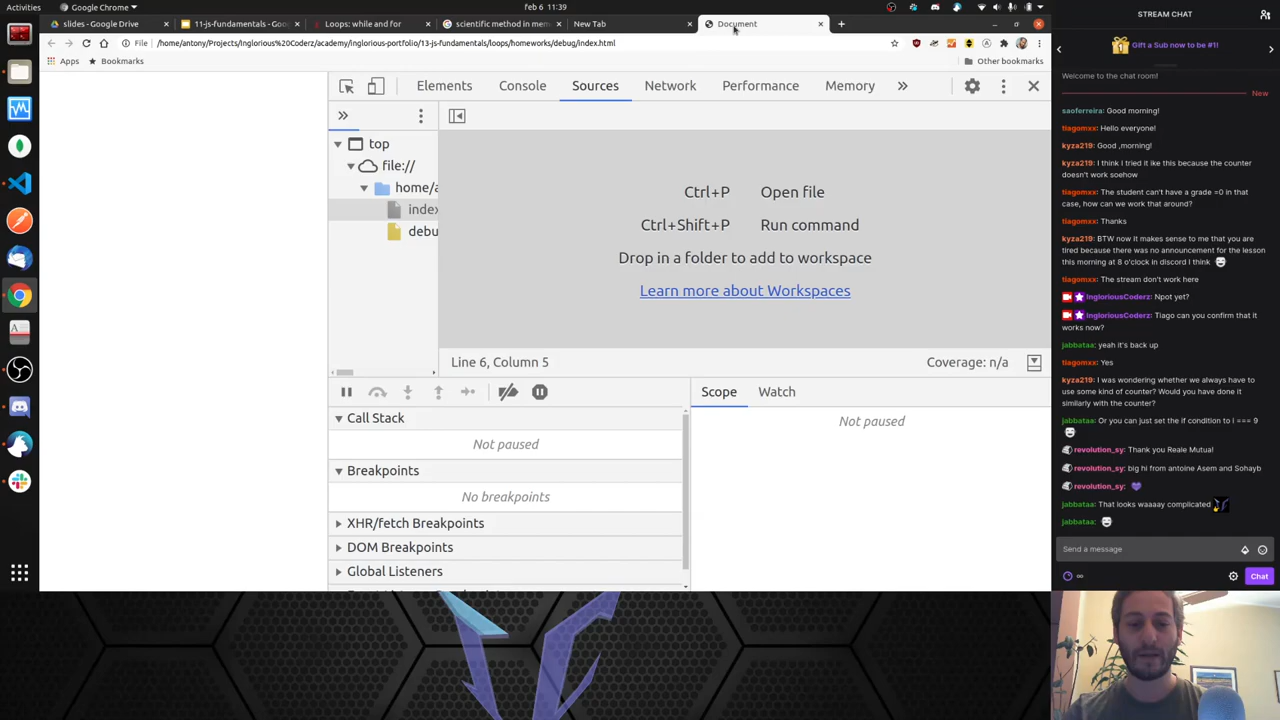 Activities
Google Chrome
feb 6 11:39
slides - Google Drive
11-js-fundamentals - Goo
Loops: while and for
scientific method in mem
New Tab
Document
File
/home/antony/Projects/Inglorious%20Coderz/academy/inglorious-portfolio/13-js-fundamentals/loops/homeworks/debug/index.html
Apps
Bookmarks
Other bookmarks
Elements
Console
Sources
Network
Performance
Memory
top
file://
home/a
index
debu
Ctrl+P Open file
Ctrl+Shift+P Run command
Drop in a folder to add to workspace
Learn more about Workspaces
Line 6, Column 5
Coverage: n/a
Call Stack
Not paused
Breakpoints
No breakpoints
XHR/fetch Breakpoints
DOM Breakpoints
Global Listeners
Scope
Watch
Not paused
STREAM CHAT
Gift a Sub now to be #1!
Welcome to the chat room!
New
saoferreira: Good morning!
tiagomxx: Hello everyone!
kyza219: Good ,morning!
kyza219: I think I tried it like this because the counter
doesn't work soehow
tiagomxx: The student can't have a grade =0 in that
case, how can we work that around?
tiagomxx: Thanks
kyza219: BTW now it makes sense to me that you are
tired because there was no announcement for the lesson
this morning at 8 o'clock in discord I think
tiagomxx: The stream don't work here
IngloriousCoderz: Npot yet?
IngloriousCoderz: Tiago can you confirm that it
works now?
jabbataa: yeah it's back up
tiagomxx: Yes
kyza219: I was wondering whether we always have to
use some kind of counter? Would you have done it
similarly with the counter?
jabbataa: Or you can just set the if condition to i === 9
revolution_sy: Thank you Reale Mutua!
revolution_sy: big hi from antoine Asem and Sohayb
revolution_sy:
jabbataa: That looks waaaay complicated
jabbataa:
Send a message
Chat